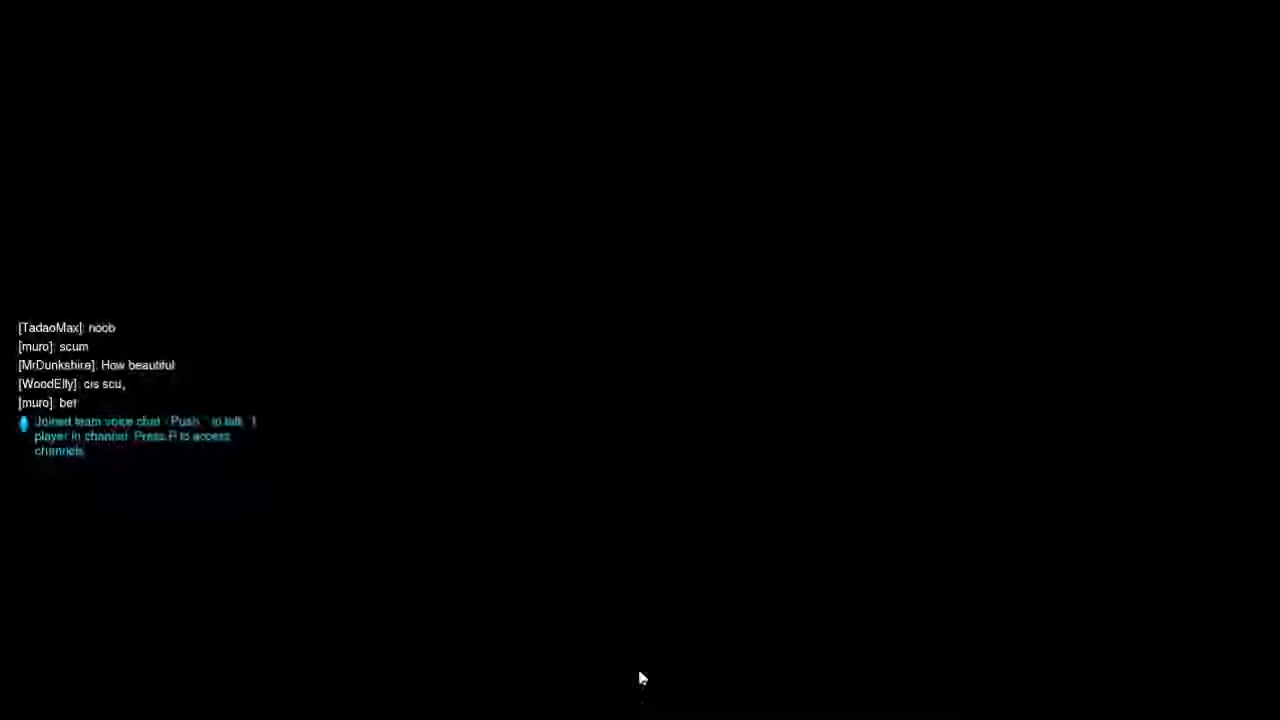 [TadaoMax]: noob
[muro]: scum
[MrDunkshire]: How beautiful
[WoodElly]: cis scu,
[muro]: bet
Joined team voice chat - Push ` to talk. 1
player in channel. Press P to access
channels.